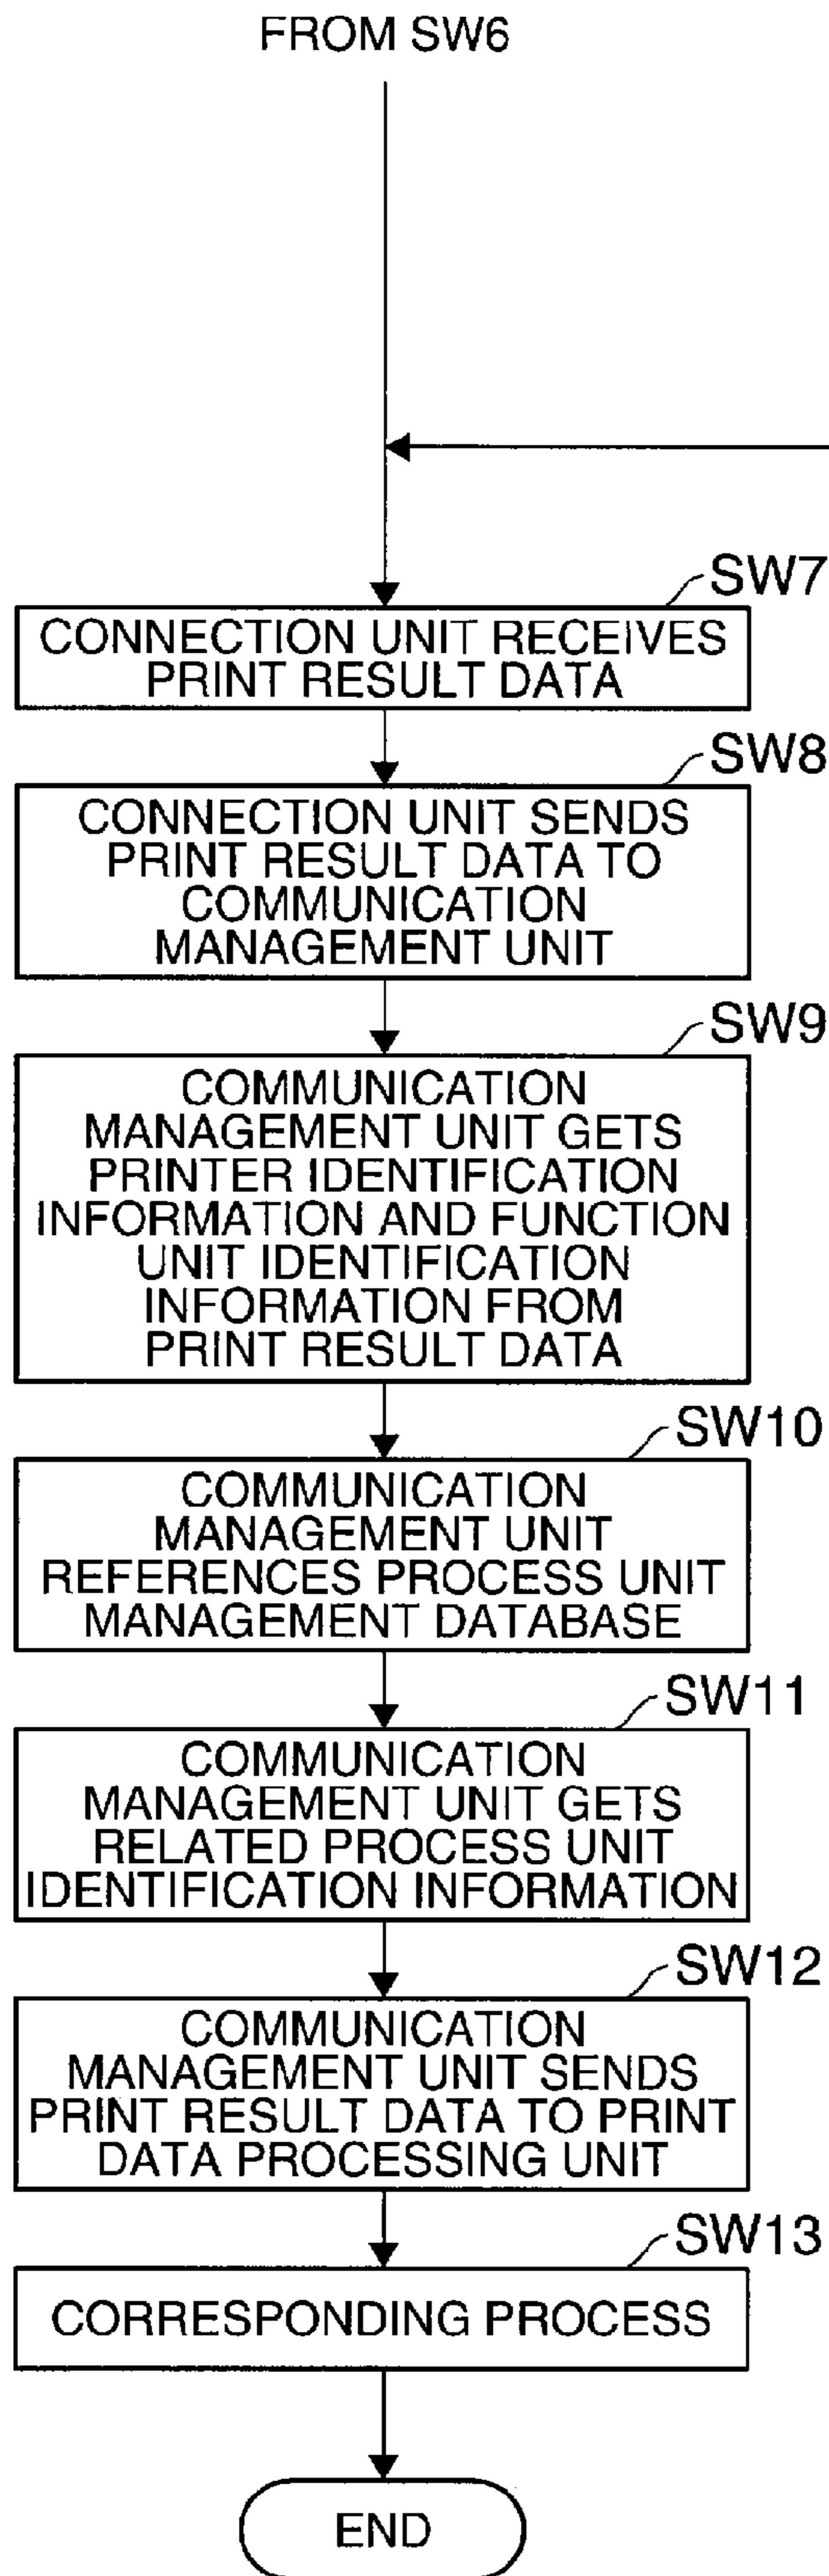 FROM SW6
SW7
CONNECTION UNIT RECEIVES
PRINT RESULT DATA
SW8
CONNECTION UNIT SENDS
PRINT RESULT DATA TO
COMMUNICATION
MANAGEMENT UNIT
SW9
COMMUNICATION
MANAGEMENT UNIT GETS
PRINTER IDENTIFICATION
INFORMATION AND FUNCTION
UNIT IDENTIFICATION
INFORMATION FROM
PRINT RESULT DATA
SW10
COMMUNICATION
MANAGEMENT UNIT
REFERENCES PROCESS UNIT
MANAGEMENT DATABASE
SW11
COMMUNICATION
MANAGEMENT UNIT GETS
RELATED PROCESS UNIT
IDENTIFICATION INFORMATION
SW12
COMMUNICATION
MANAGEMENT UNIT SENDS
PRINT RESULT DATA TO PRINT
DATA PROCESSING UNIT
SW13
CORRESPONDING PROCESS
END